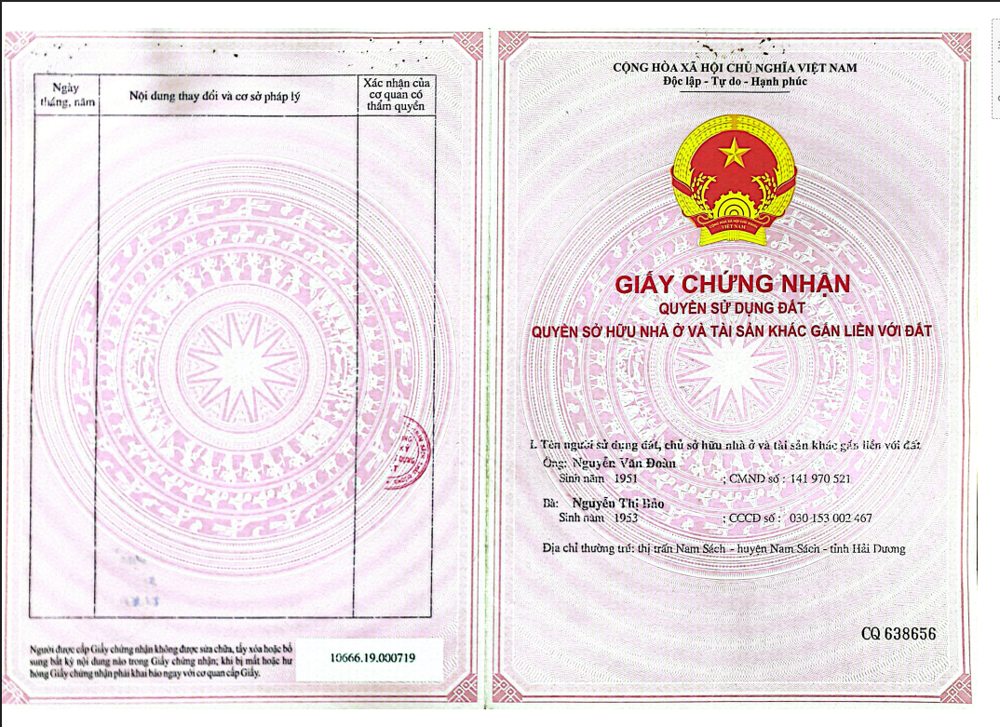 Ngày
tháng, năm
Nội dung thay đổi và cơ sở pháp lý
Xác nhận của
cơ quan có
thẩm quyền
Người được cấp Giấy chứng nhận không được sửa chữa, tẩy xóa hoặc bổ
sung bất kỳ nội dung nào trong Giấy chứng nhận; khi bị mất hoặc hư
hỏng Giấy chứng nhận phải khai báo ngay với cơ quan cấp Giấy.
10666.19.000719
CỘNG HÒA XÃ HỘI CHỦ NGHĨA VIỆT NAM
Độc lập - Tự do - Hạnh phúc
VIỆT NAM
GIẤY CHỨNG NHẬN
QUYỀN SỬ DỤNG ĐẤT
QUYỀN SỞ HỮU NHÀ Ở VÀ TÀI SẢN KHÁC GẮN LIỀN VỚI ĐẤT
I. Tên người sử dụng đất, chủ sở hữu nhà ở và tài sản khác gắn liền với đất
Ông: Nguyễn Văn Đoàn
Sinh năm 1951 ; CMND số : 141 970 521
Bà: Nguyễn Thị Bảo
Sinh năm 1953 ; CCCD số : 030 153 002 467
Địa chỉ thường trú: thị trấn Nam Sách - huyện Nam Sách - tỉnh Hải Dương
CQ 638656